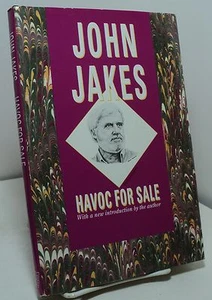 JOHN
JAKES
HAVOC FOR SALE
With a new introduction by the author
JOHN JAKES HAVOC FOR SALE